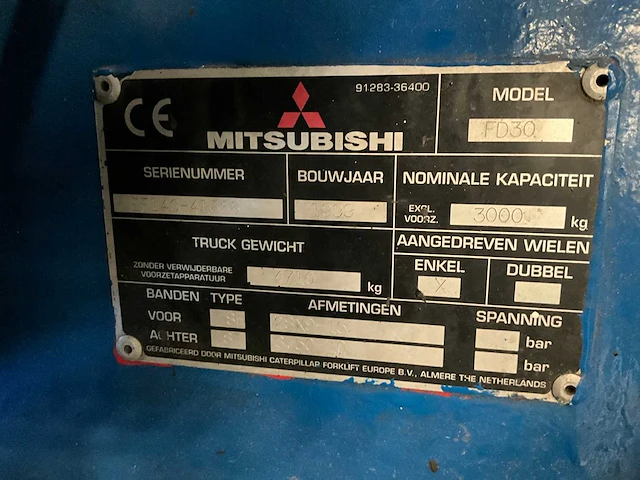 91283-36400
MODEL
CE
MITSUBISHI
FD30
SERIENUMMER
BOUWJAAR
NOMINALE KAPACITEIT
EXCL. VOORZ. 3000 kg
TRUCK GEWICHT
AANGEDREVEN WIELEN
ZONDER VERWIJDERBARE
VOORZETAPPARATUUR
kg
ENKEL
DUBBEL
X
BANDEN TYPE
AFMETINGEN
SPANNING
VOOR
bar
ACHTER
bar
GEFABRICEERD DOOR MITSUBISHI CATERPILLAR FORKLIFT EUROPE B.V., ALMERE THE NETHERLANDS